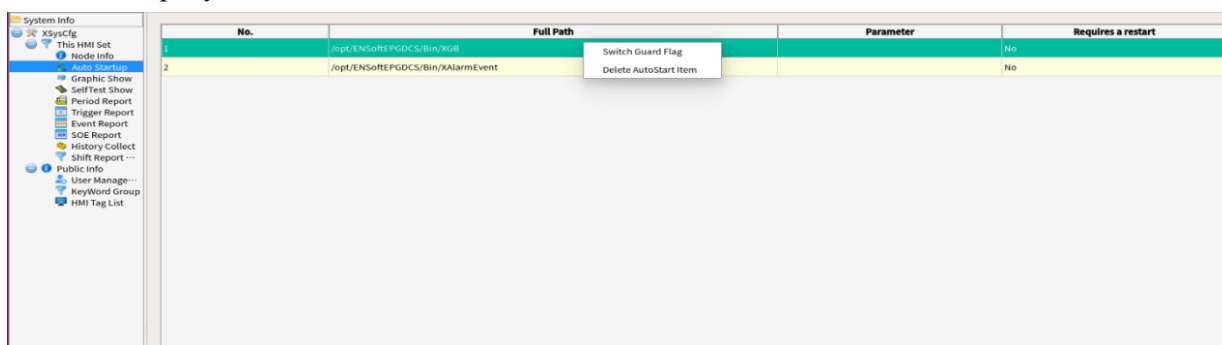 System Info
XSysCfg
This HMI Set
Node Info
Auto Startup
Graphic Show
SelfTest Show
Period Report
Trigger Report
Event Report
SOE Report
History Collect
Shift Report ···
Public Info
User Manage···
KeyWord Group
HMI Tag List
No. Full Path Parameter Requires a restart
1 /opt/ENSoftEPGDCS/Bin/XGB No
2 /opt/ENSoftEPGDCS/Bin/XAlarmEvent No
Switch Guard Flag
Delete AutoStart Item